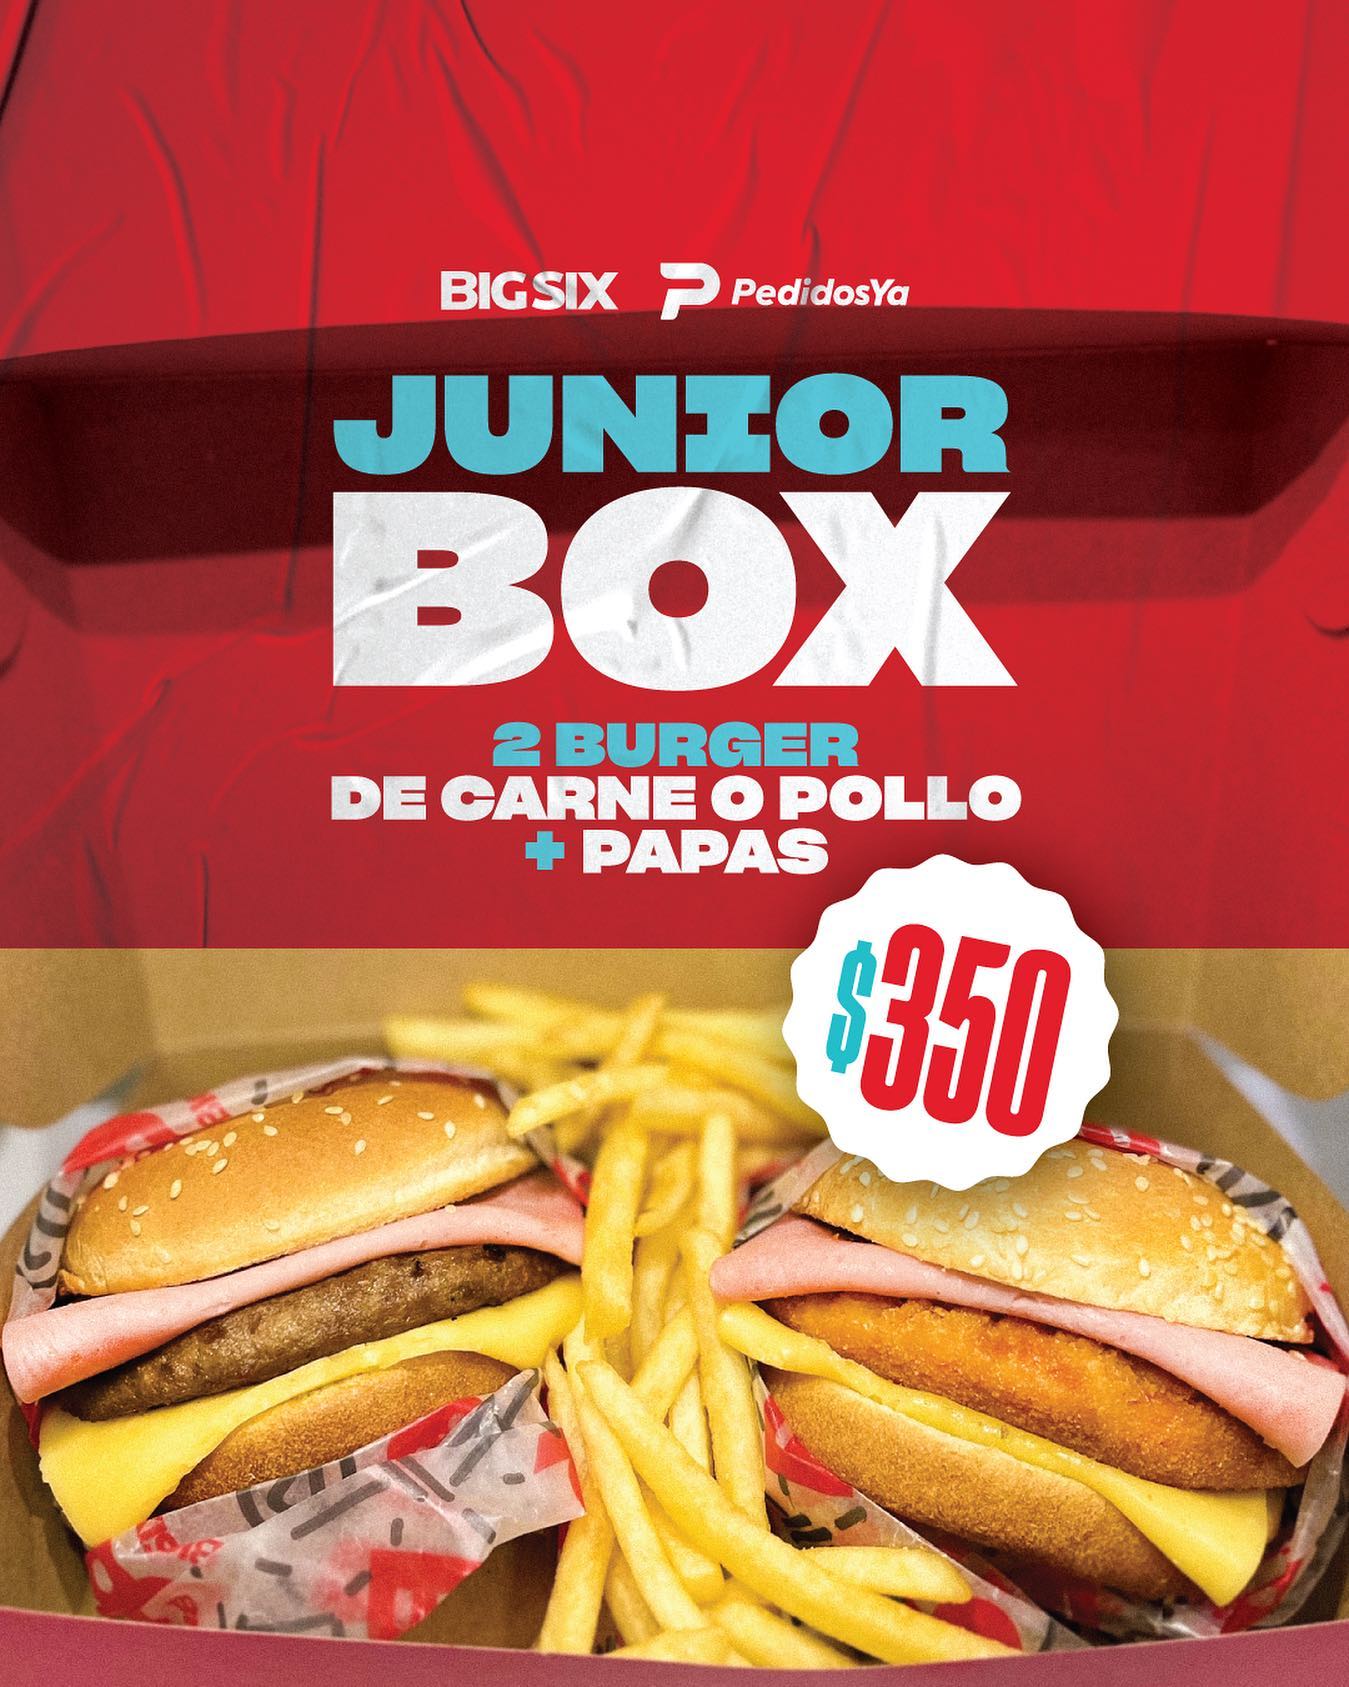 BIGSIX PedidosYa
JUNIOR
BOX
2 BURGER
DE CARNE O POLLO
+ PAPAS
$350